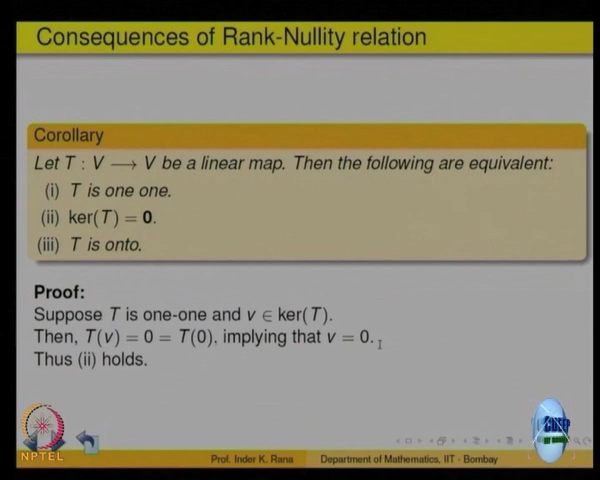 Consequences of Rank-Nullity relation
Corollary
Let T : V ⟶ V be a linear map. Then the following are equivalent:
(i) T is one one.
(ii) ker(T) = 0.
(iii) T is onto.
Proof:
Suppose T is one-one and v ∈ ker(T).
Then, T(v) = 0 = T(0), implying that v = 0.
Thus (ii) holds.
NPTEL
Prof. Inder K. Rana Department of Mathematics, IIT - Bombay